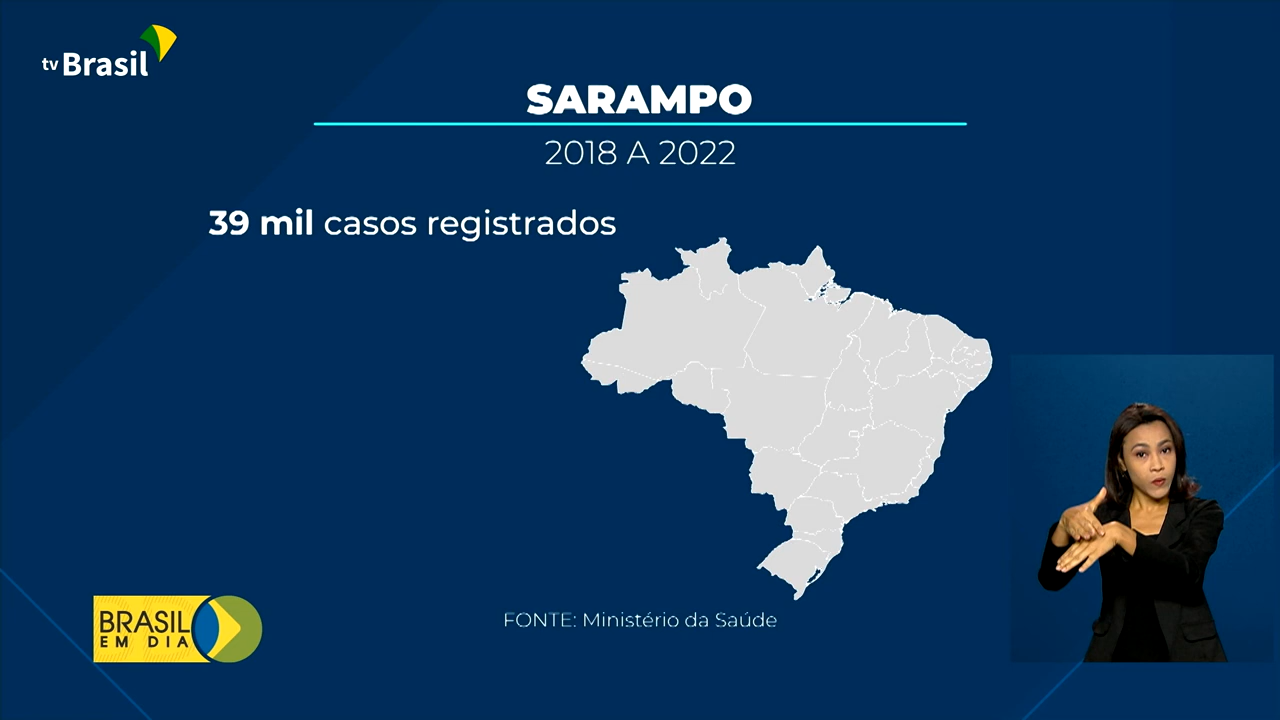 tv Brasil
SARAMPO
2018 A 2022
39 mil casos registrados
FONTE: Ministério da Saúde
BRASIL
EM DIA